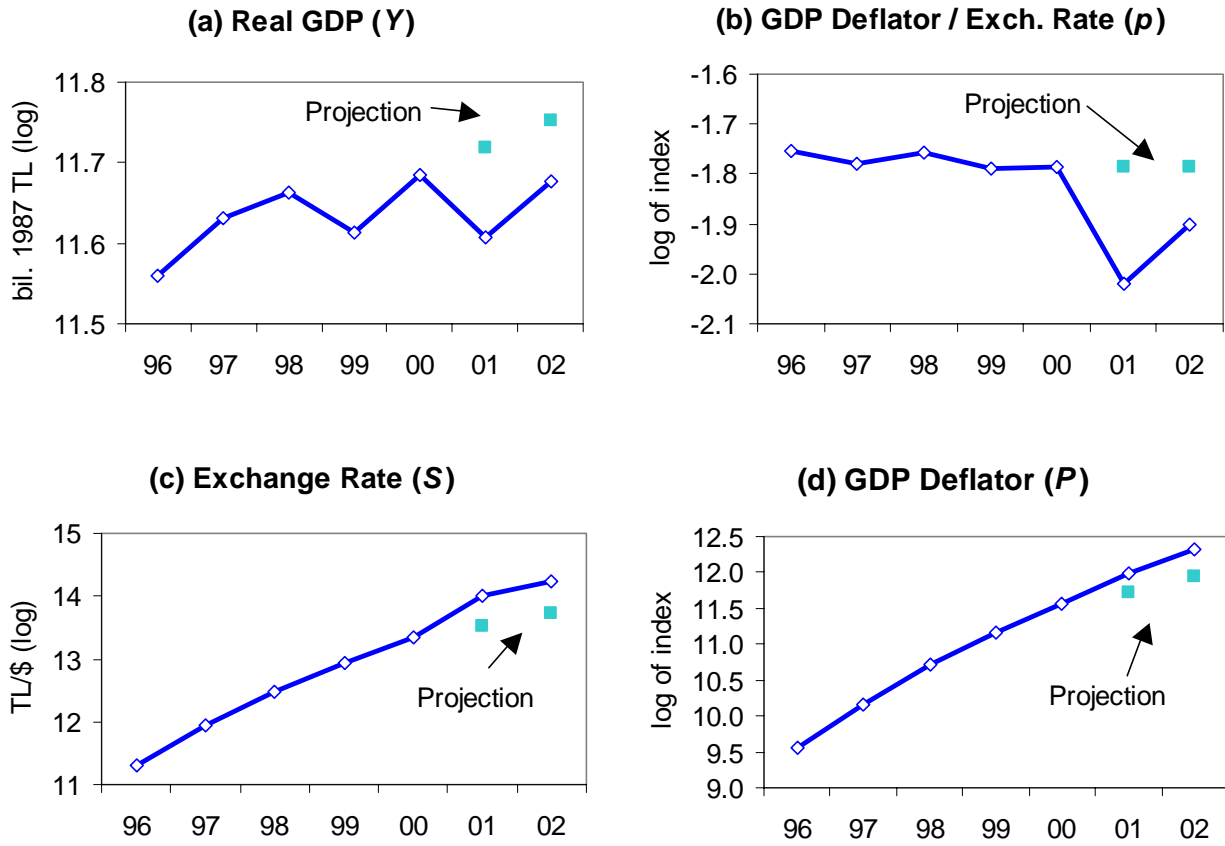 (a) Real GDP (Y)
bil. 1987 TL (log)
11.8
11.7
11.6
11.5
Projection
96 97 98 99 00 01 02
(b) GDP Deflator / Exch. Rate (p)
log of index
-1.6
-1.7
-1.8
-1.9
-2.0
-2.1
Projection
96 97 98 99 00 01 02
(c) Exchange Rate (S)
TL/$ (log)
15
14
13
12
11
Projection
96 97 98 99 00 01 02
(d) GDP Deflator (P)
log of index
12.5
12.0
11.5
11.0
10.5
10.0
9.5
9.0
Projection
96 97 98 99 00 01 02